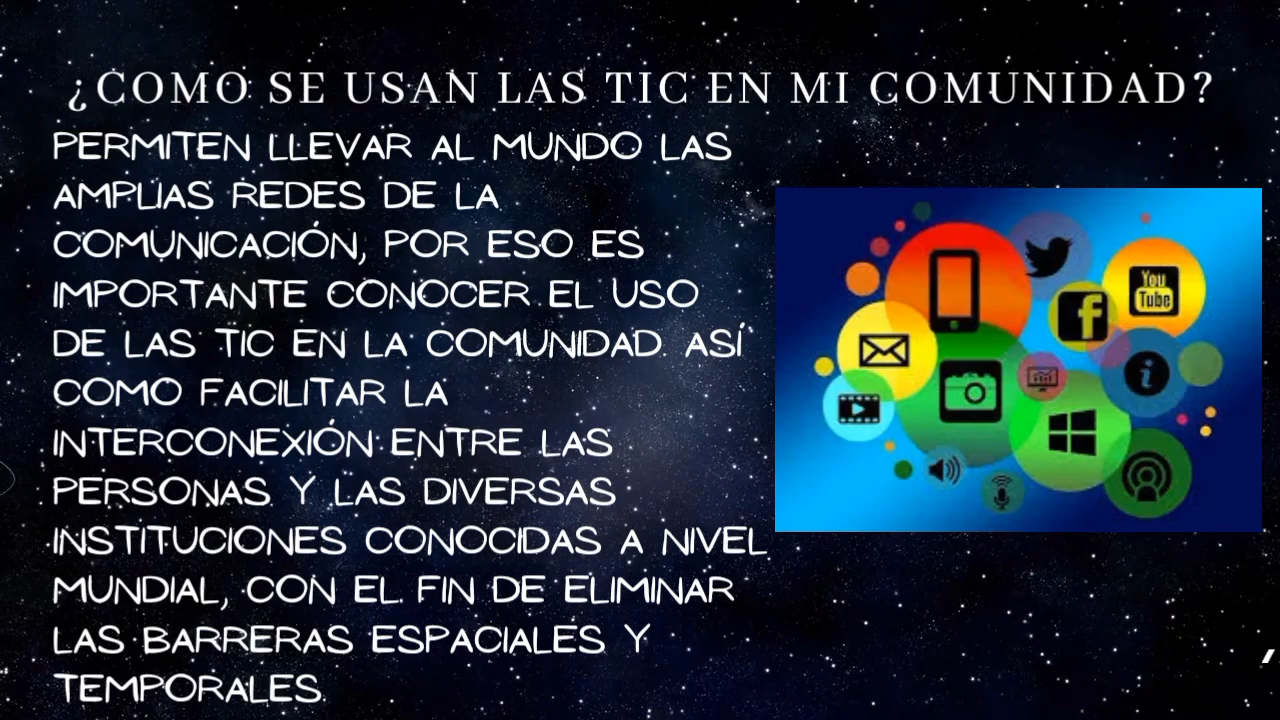 ¿COMO SE USAN LAS TIC EN MI COMUNIDAD?
PERMITEN LLEVAR AL MUNDO LAS
AMPLIAS REDES DE LA
COMUNICACIÓN, POR ESO ES
IMPORTANTE CONOCER EL USO
DE LAS TIC EN LA COMUNIDAD. ASÍ
COMO FACILITAR LA
INTERCONEXIÓN ENTRE LAS
PERSONAS Y LAS DIVERSAS
INSTITUCIONES CONOCIDAS A NIVEL
MUNDIAL, CON EL FIN DE ELIMINAR
LAS BARRERAS ESPACIALES Y
TEMPORALES.
You
Tube
f
i